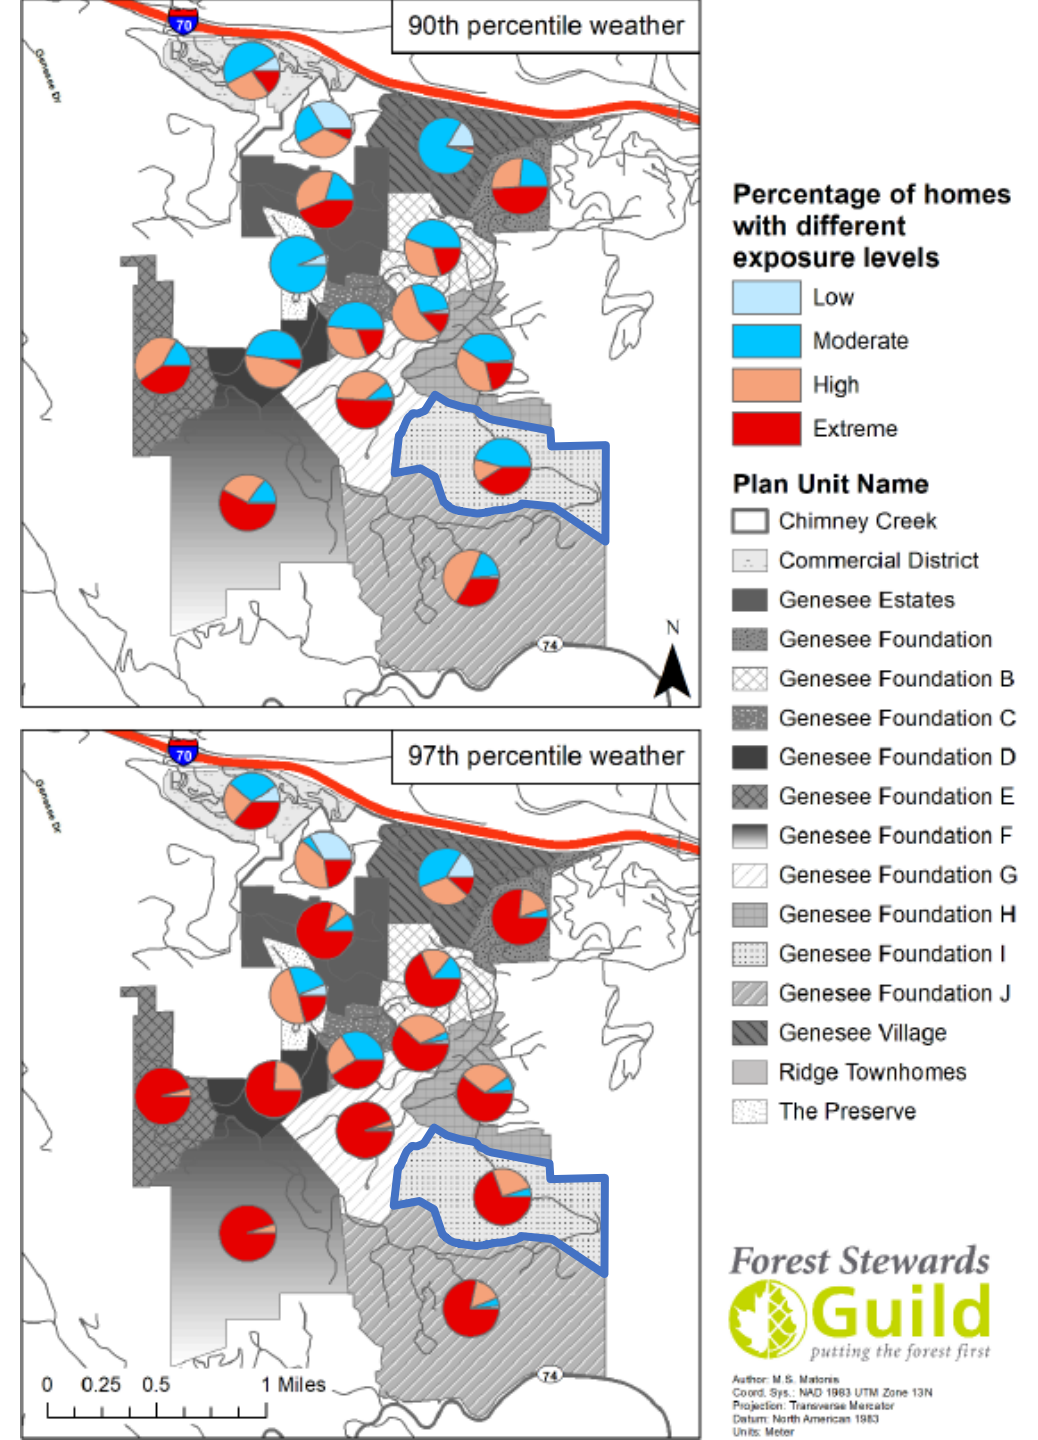 90th percentile weather
70
Genesee Dr
74
N
97th percentile weather
70
Genesee Dr
74
0 0.25 0.5 1 Miles
Percentage of homes
with different
exposure levels
Low
Moderate
High
Extreme
Plan Unit Name
Chimney Creek
Commercial District
Genesee Estates
Genesee Foundation
Genesee Foundation B
Genesee Foundation C
Genesee Foundation D
Genesee Foundation E
Genesee Foundation F
Genesee Foundation G
Genesee Foundation H
Genesee Foundation I
Genesee Foundation J
Genesee Village
Ridge Townhomes
The Preserve
Forest Stewards
Guild
putting the forest first
Author: M.S. Matonis
Coord. Sys.: NAD 1983 UTM Zone 13N
Projection: Transverse Mercator
Datum: North American 1983
Units: Meter